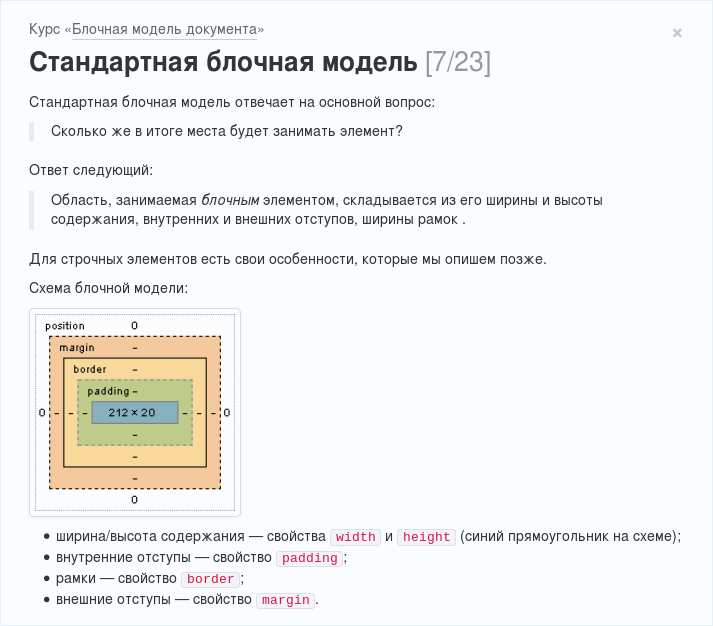 Курс «Блочная модель документа»
×
Стандартная блочная модель [7/23]
Стандартная блочная модель отвечает на основной вопрос:
Сколько же в итоге места будет занимать элемент?
Ответ следующий:
Область, занимаемая блочным элементом, складывается из его ширины и высоты
содержания, внутренних и внешних отступов, ширины рамок .
Для строчных элементов есть свои особенности, которые мы опишем позже.
Схема блочной модели:
position 0
margin -
border -
padding -
0 - - - 212 × 20 - - - 0
-
-
-
0
• ширина/высота содержания — свойства width и height (синий прямоугольник на схеме);
• внутренние отступы — свойство padding;
• рамки — свойство border;
• внешние отступы — свойство margin.